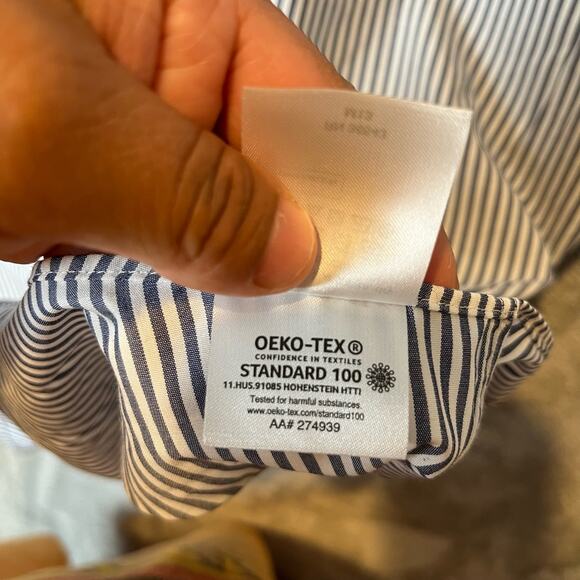 OEKO-TEX®
CONFIDENCE IN TEXTILES
STANDARD 100
11.HUS.91085 HOHENSTEIN HTTI
Tested for harmful substances.
www.oeko-tex.com/standard100
AA# 274939